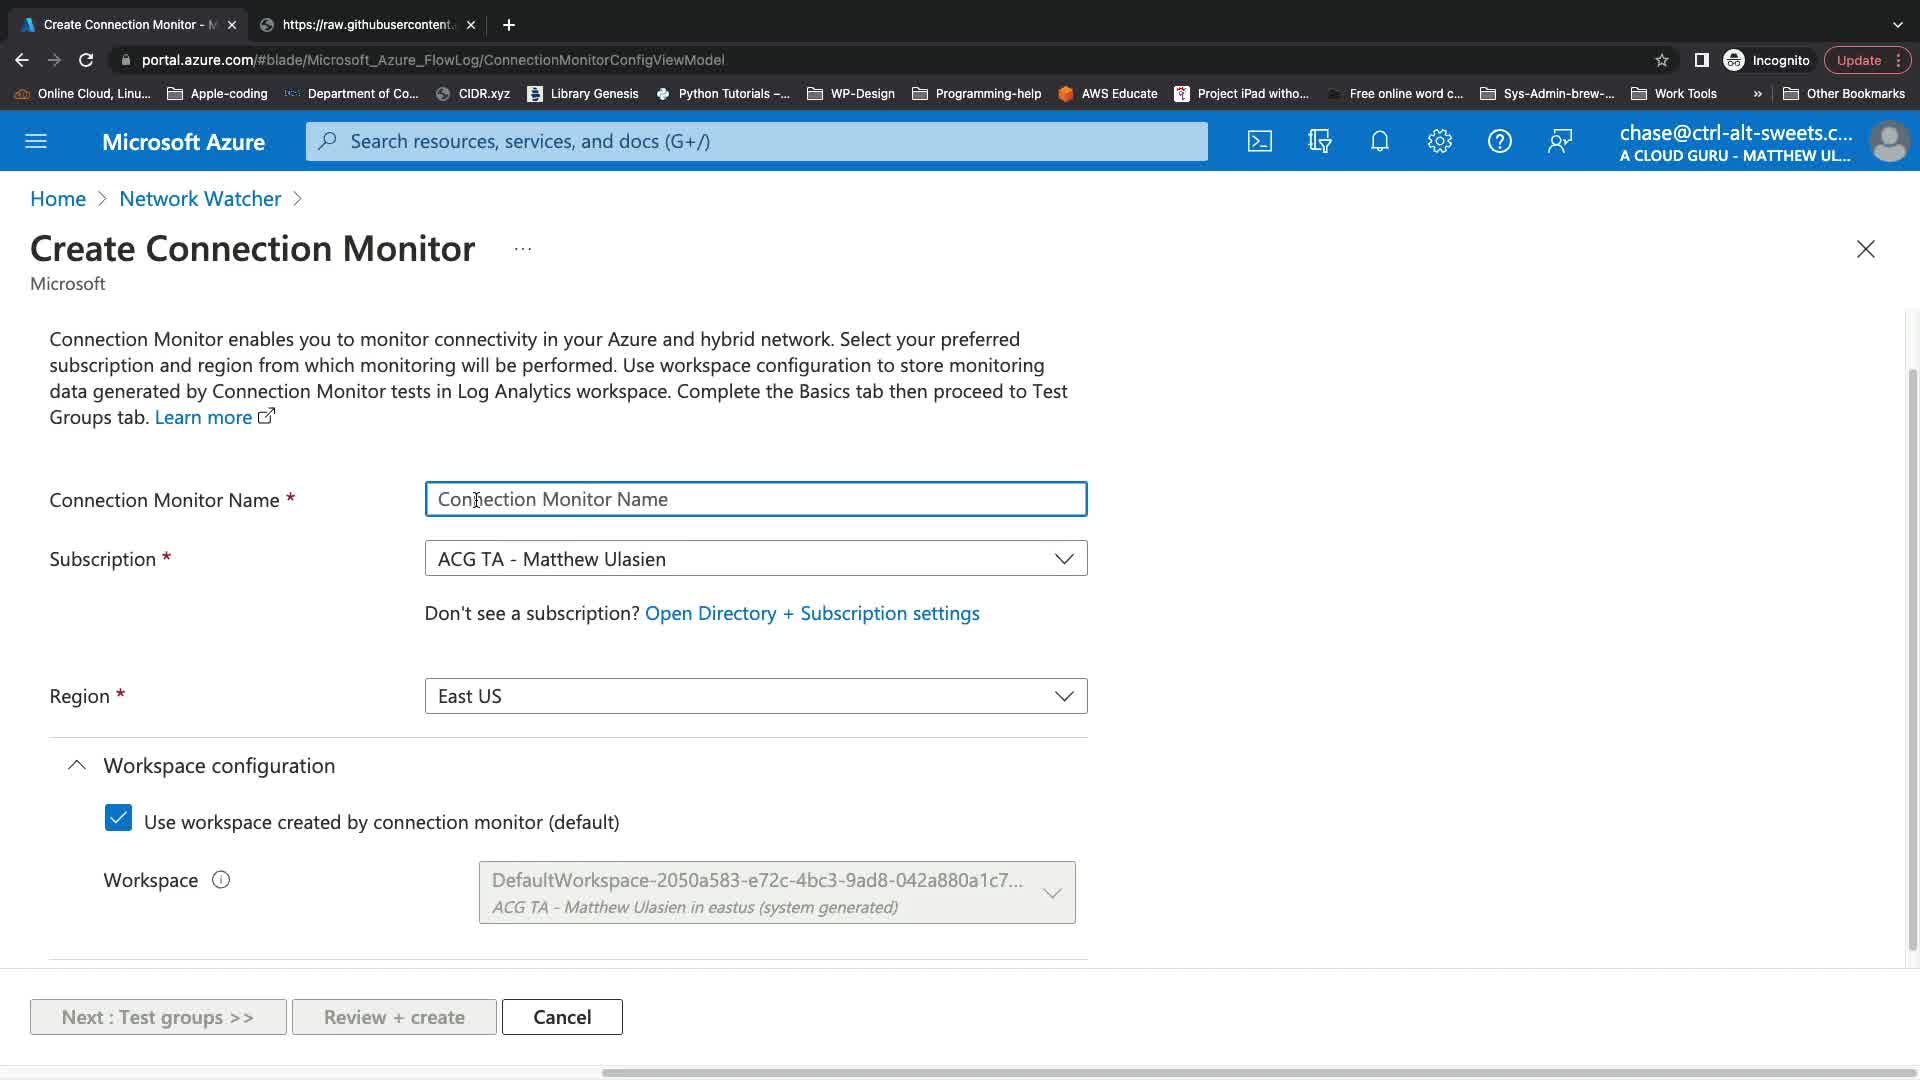 Create Connection Monitor - M
https://raw.githubusercontent.
portal.azure.com/#blade/Microsoft_Azure_FlowLog/ConnectionMonitorConfigViewModel
Incognito
Update
Online Cloud, Linu...
Apple-coding
Department of Co...
CIDR.xyz
Library Genesis
Python Tutorials –...
WP-Design
Programming-help
AWS Educate
Project iPad witho...
Free online word c...
Sys-Admin-brew-...
Work Tools
»
Other Bookmarks
Microsoft Azure
Search resources, services, and docs (G+/)
chase@ctrl-alt-sweets.c...
A CLOUD GURU - MATTHEW UL...
Home > Network Watcher >
Create Connection Monitor ...
Microsoft
Connection Monitor enables you to monitor connectivity in your Azure and hybrid network. Select your preferred
subscription and region from which monitoring will be performed. Use workspace configuration to store monitoring
data generated by Connection Monitor tests in Log Analytics workspace. Complete the Basics tab then proceed to Test
Groups tab. Learn more
Connection Monitor Name *
Connection Monitor Name
Subscription *
ACG TA - Matthew Ulasien
Don't see a subscription? Open Directory + Subscription settings
Region *
East US
Workspace configuration
Use workspace created by connection monitor (default)
Workspace
DefaultWorkspace-2050a583-e72c-4bc3-9ad8-042a880a1c7...
ACG TA - Matthew Ulasien in eastus (system generated)
Next : Test groups >>
Review + create
Cancel